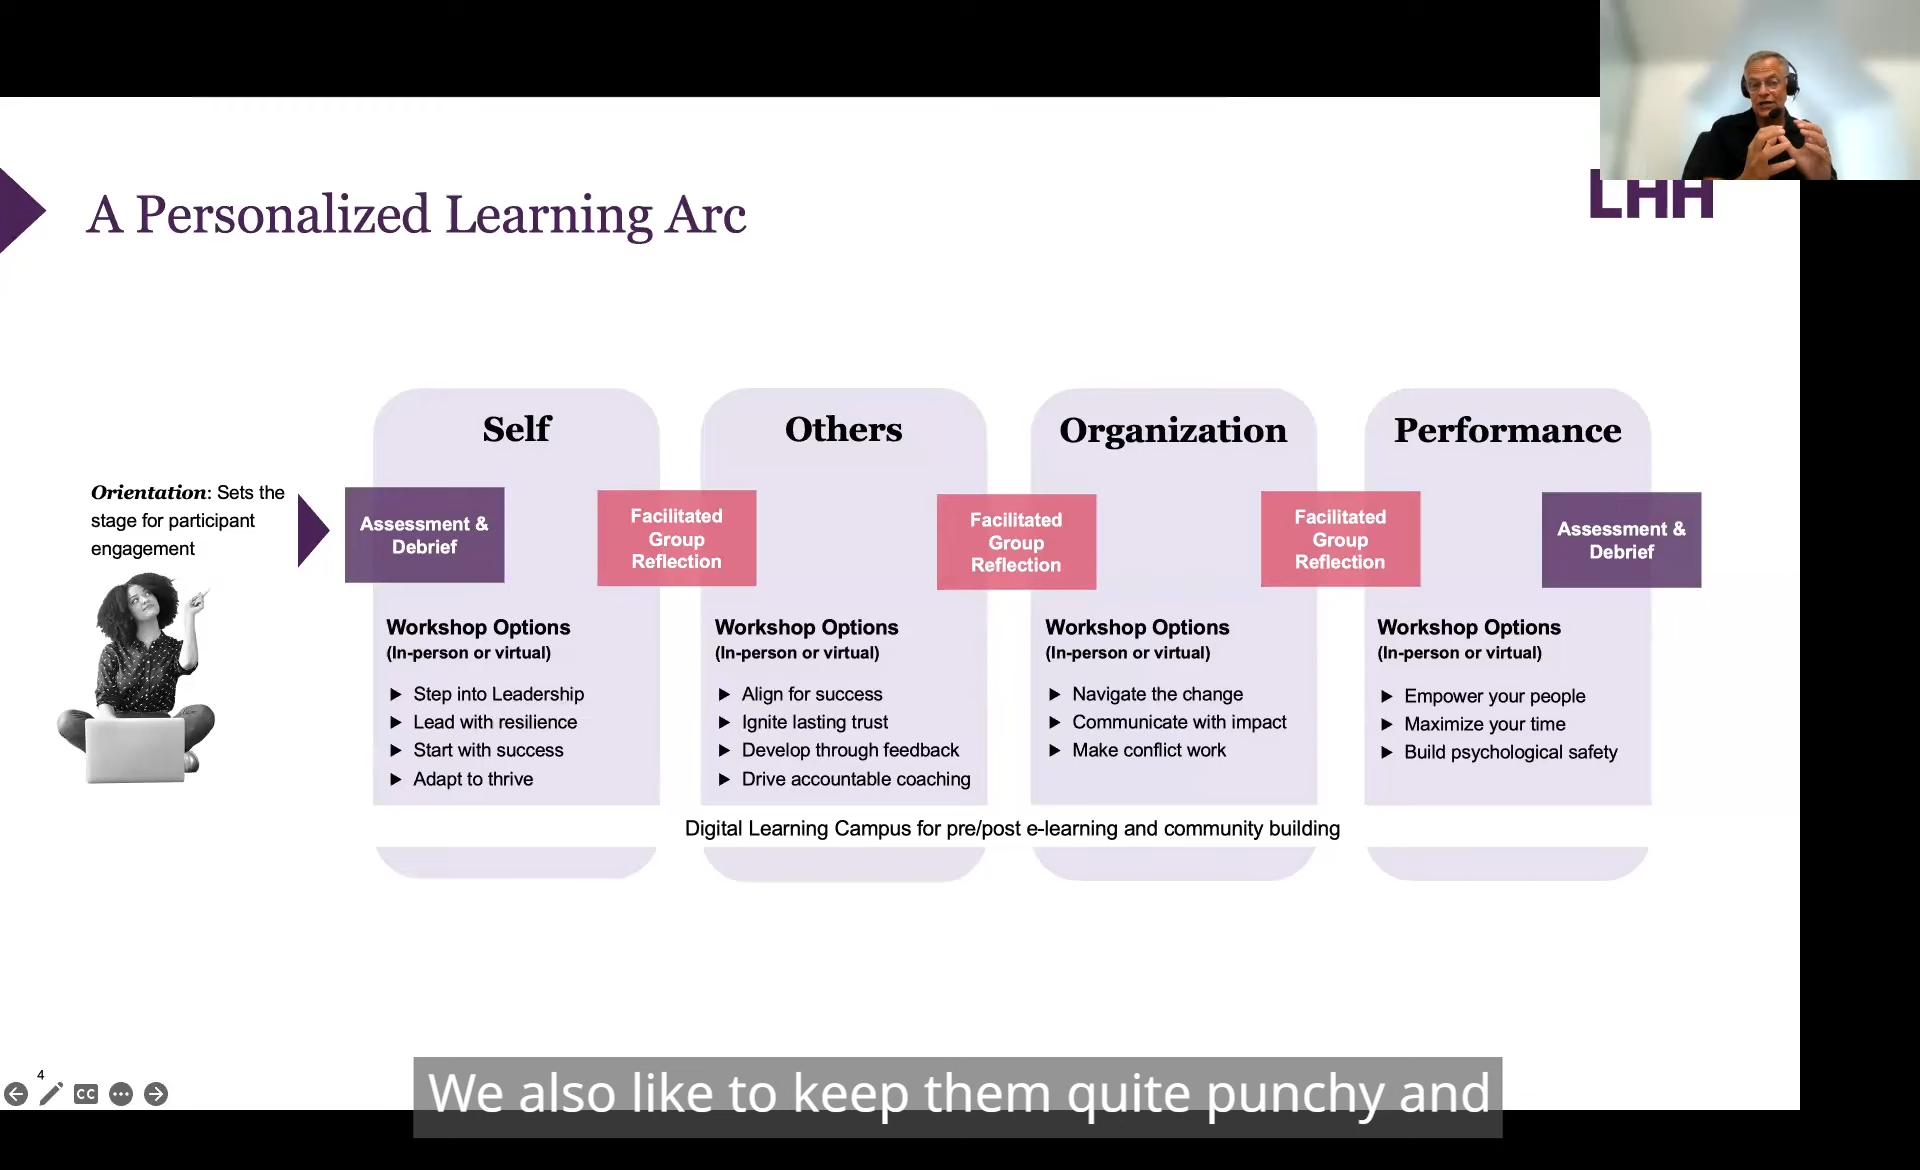 LHH
A Personalized Learning Arc
Orientation: Sets the
stage for participant
engagement
Self
Assessment &
Debrief
Workshop Options
(In-person or virtual)
Step into Leadership
Lead with resilience
Start with success
Adapt to thrive
Facilitated
Group
Reflection
Others
Workshop Options
(In-person or virtual)
Align for success
Ignite lasting trust
Develop through feedback
Drive accountable coaching
Facilitated
Group
Reflection
Organization
Workshop Options
(In-person or virtual)
Navigate the change
Communicate with impact
Make conflict work
Facilitated
Group
Reflection
Performance
Assessment &
Debrief
Workshop Options
(In-person or virtual)
Empower your people
Maximize your time
Build psychological safety
Digital Learning Campus for pre/post e-learning and community building
4
CC
We also like to keep them quite punchy and